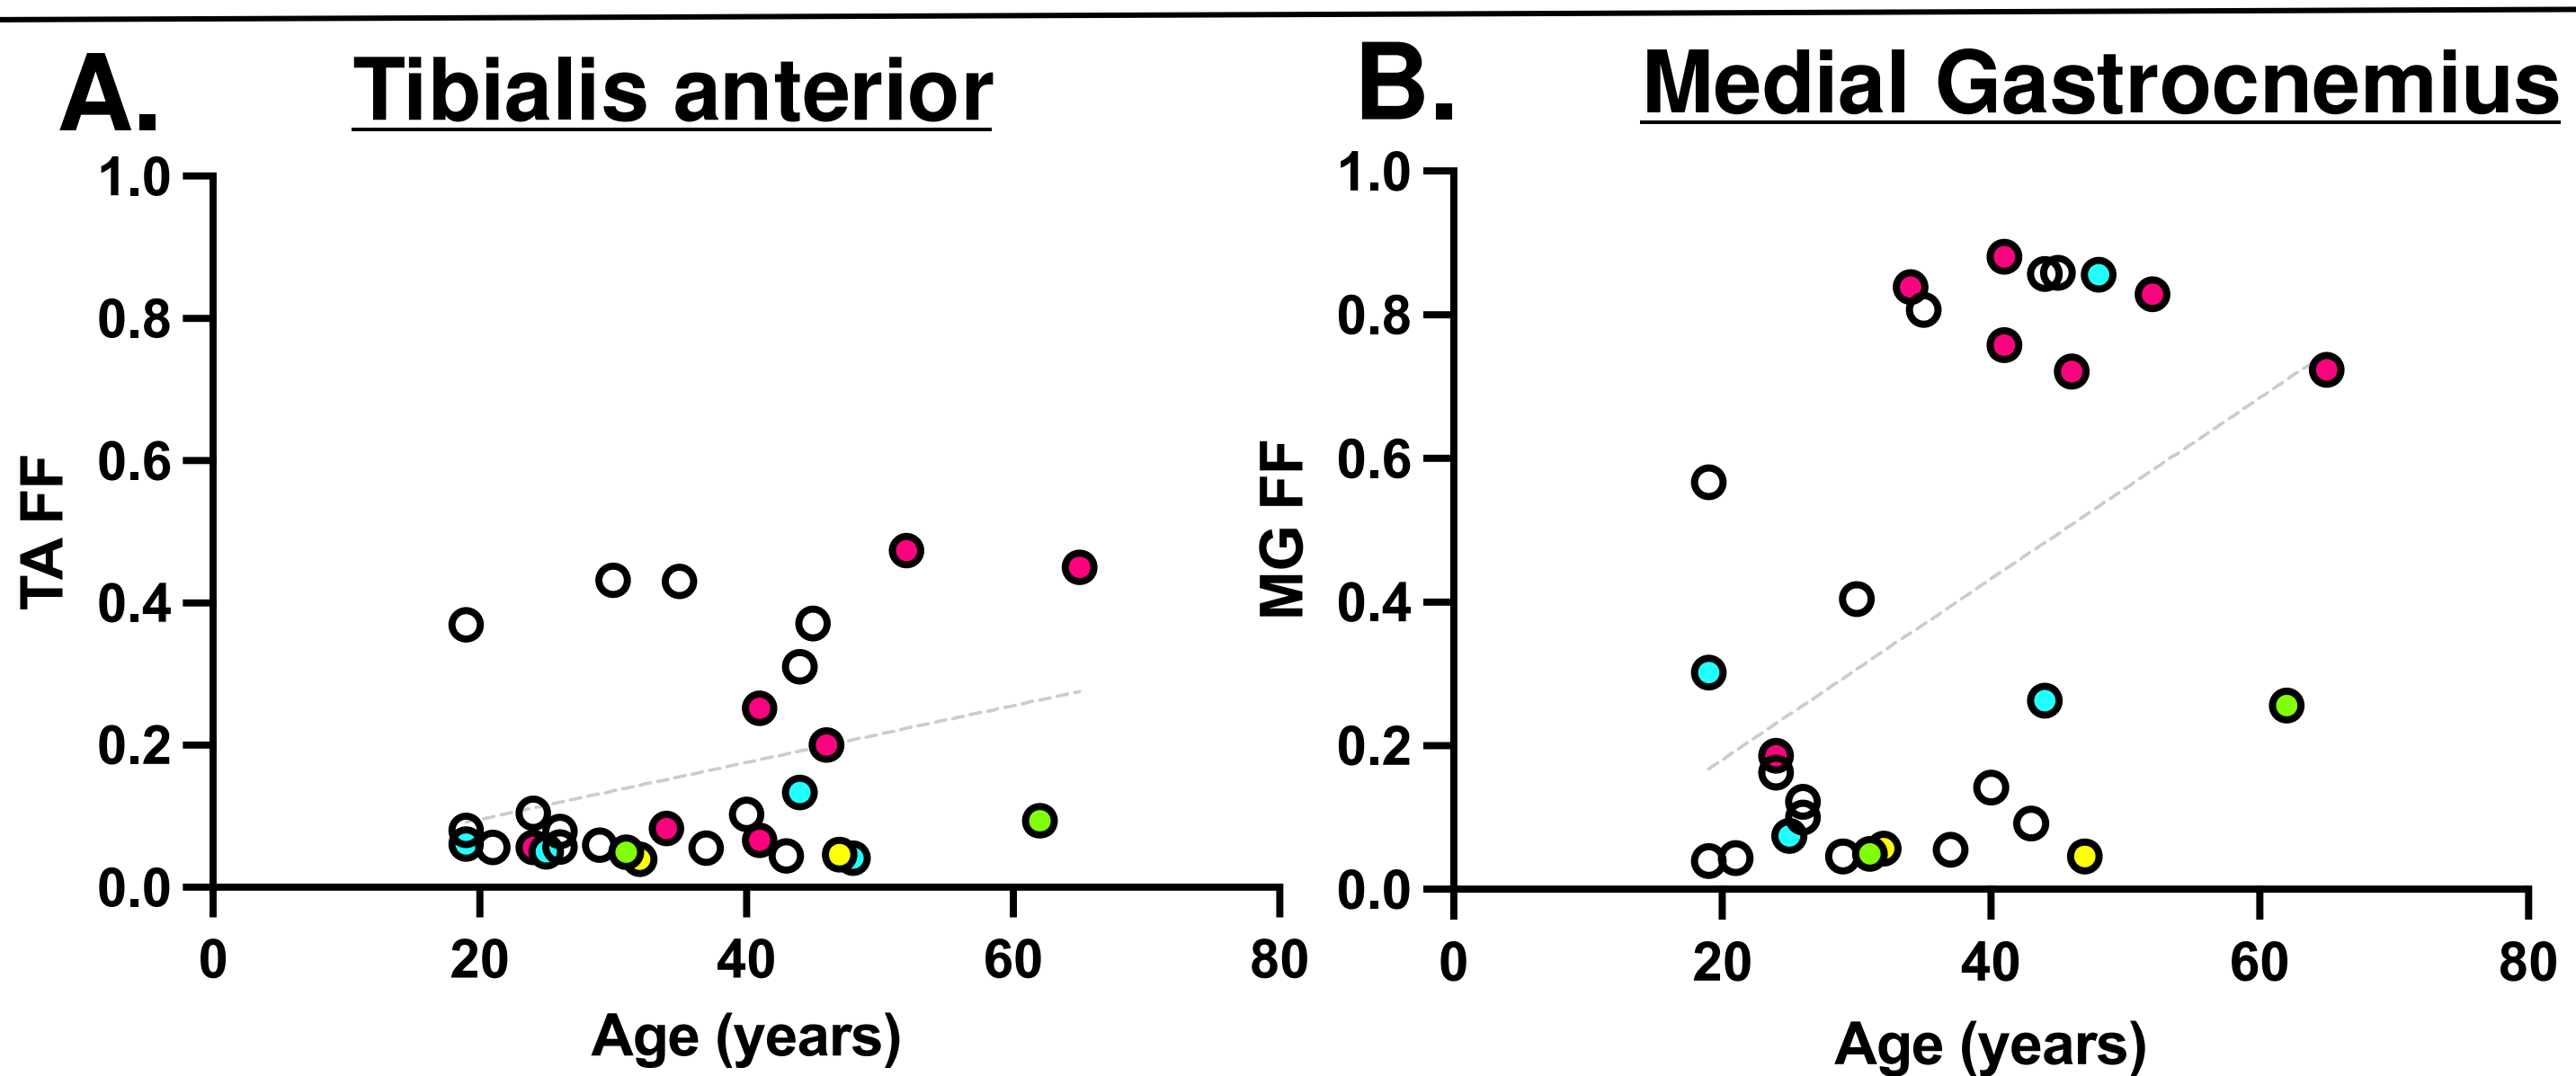 A. Tibialis anterior
1.0
0.8
0.6
0.4
0.2
0.0
TA FF
0 20 40 60 80
Age (years)
B. Medial Gastrocnemius
1.0
0.8
0.6
0.4
0.2
0.0
MG FF
0 20 40 60 80
Age (years)